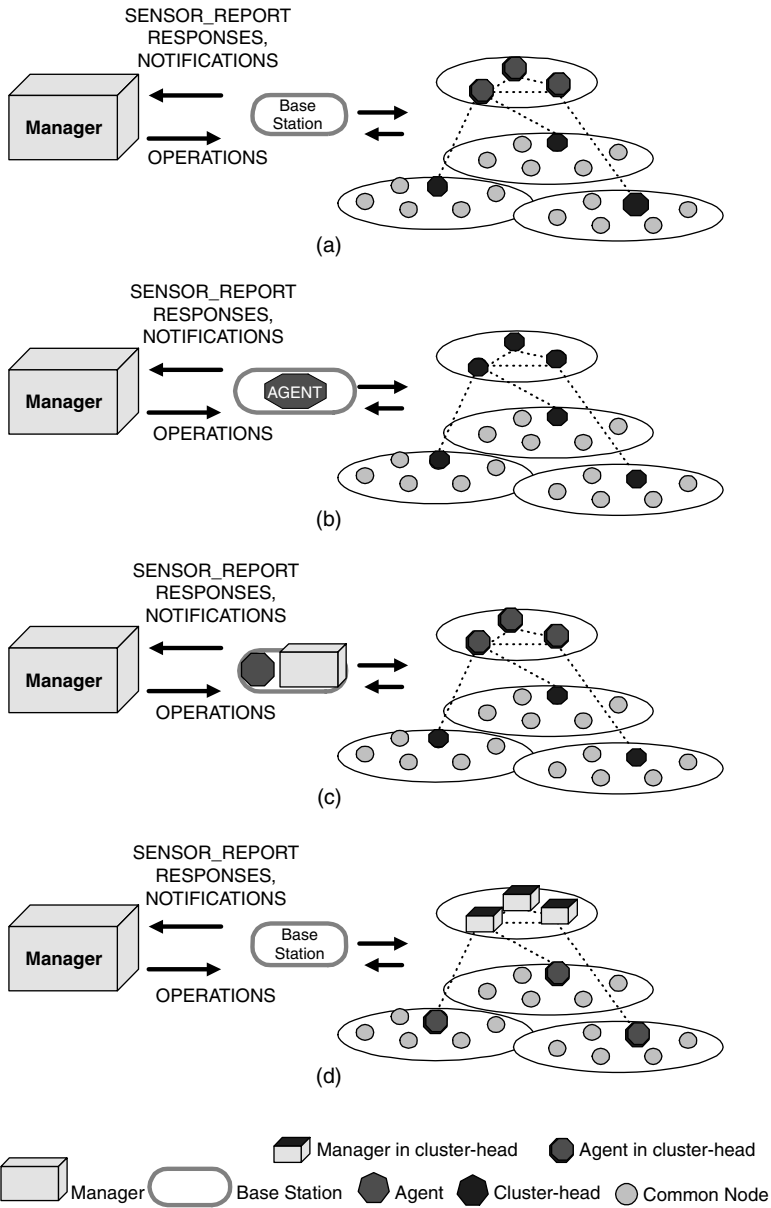 SENSOR_REPORT
RESPONSES,
NOTIFICATIONS
Manager
Base
Station
OPERATIONS
(a)
SENSOR_REPORT
RESPONSES,
NOTIFICATIONS
Manager
AGENT
OPERATIONS
(b)
SENSOR_REPORT
RESPONSES,
NOTIFICATIONS
Manager
OPERATIONS
(c)
SENSOR_REPORT
RESPONSES,
NOTIFICATIONS
Manager
Base
Station
OPERATIONS
(d)
Manager in cluster-head
Agent in cluster-head
Manager
Base Station
Agent
Cluster-head
Common Node